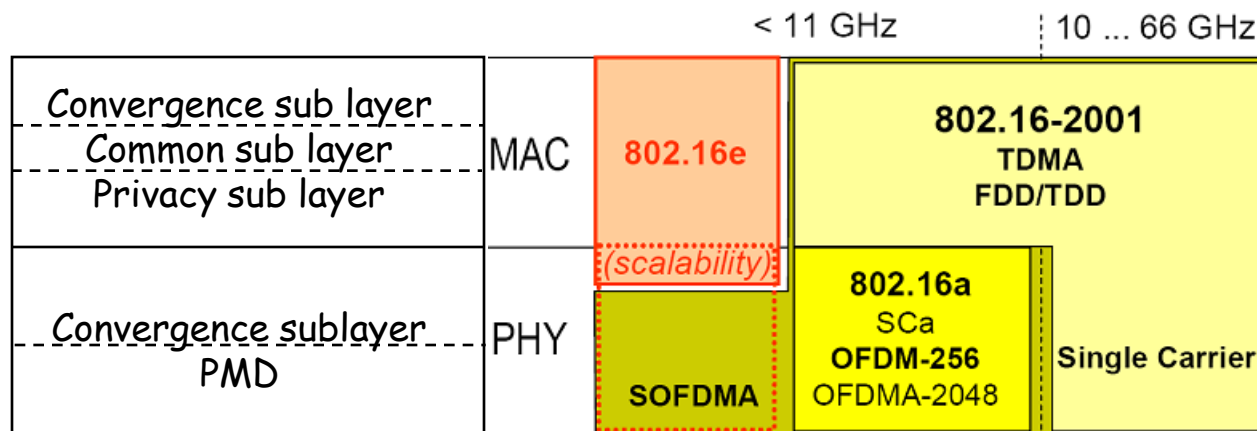 < 11 GHz
10 ... 66 GHz
Convergence sub layer
Common sub layer
Privacy sub layer
MAC
802.16e
802.16-2001
TDMA
FDD/TDD
(scalability)
Convergence sublayer
PMD
PHY
SOFDMA
802.16a
SCa
OFDM-256
OFDMA-2048
Single Carrier